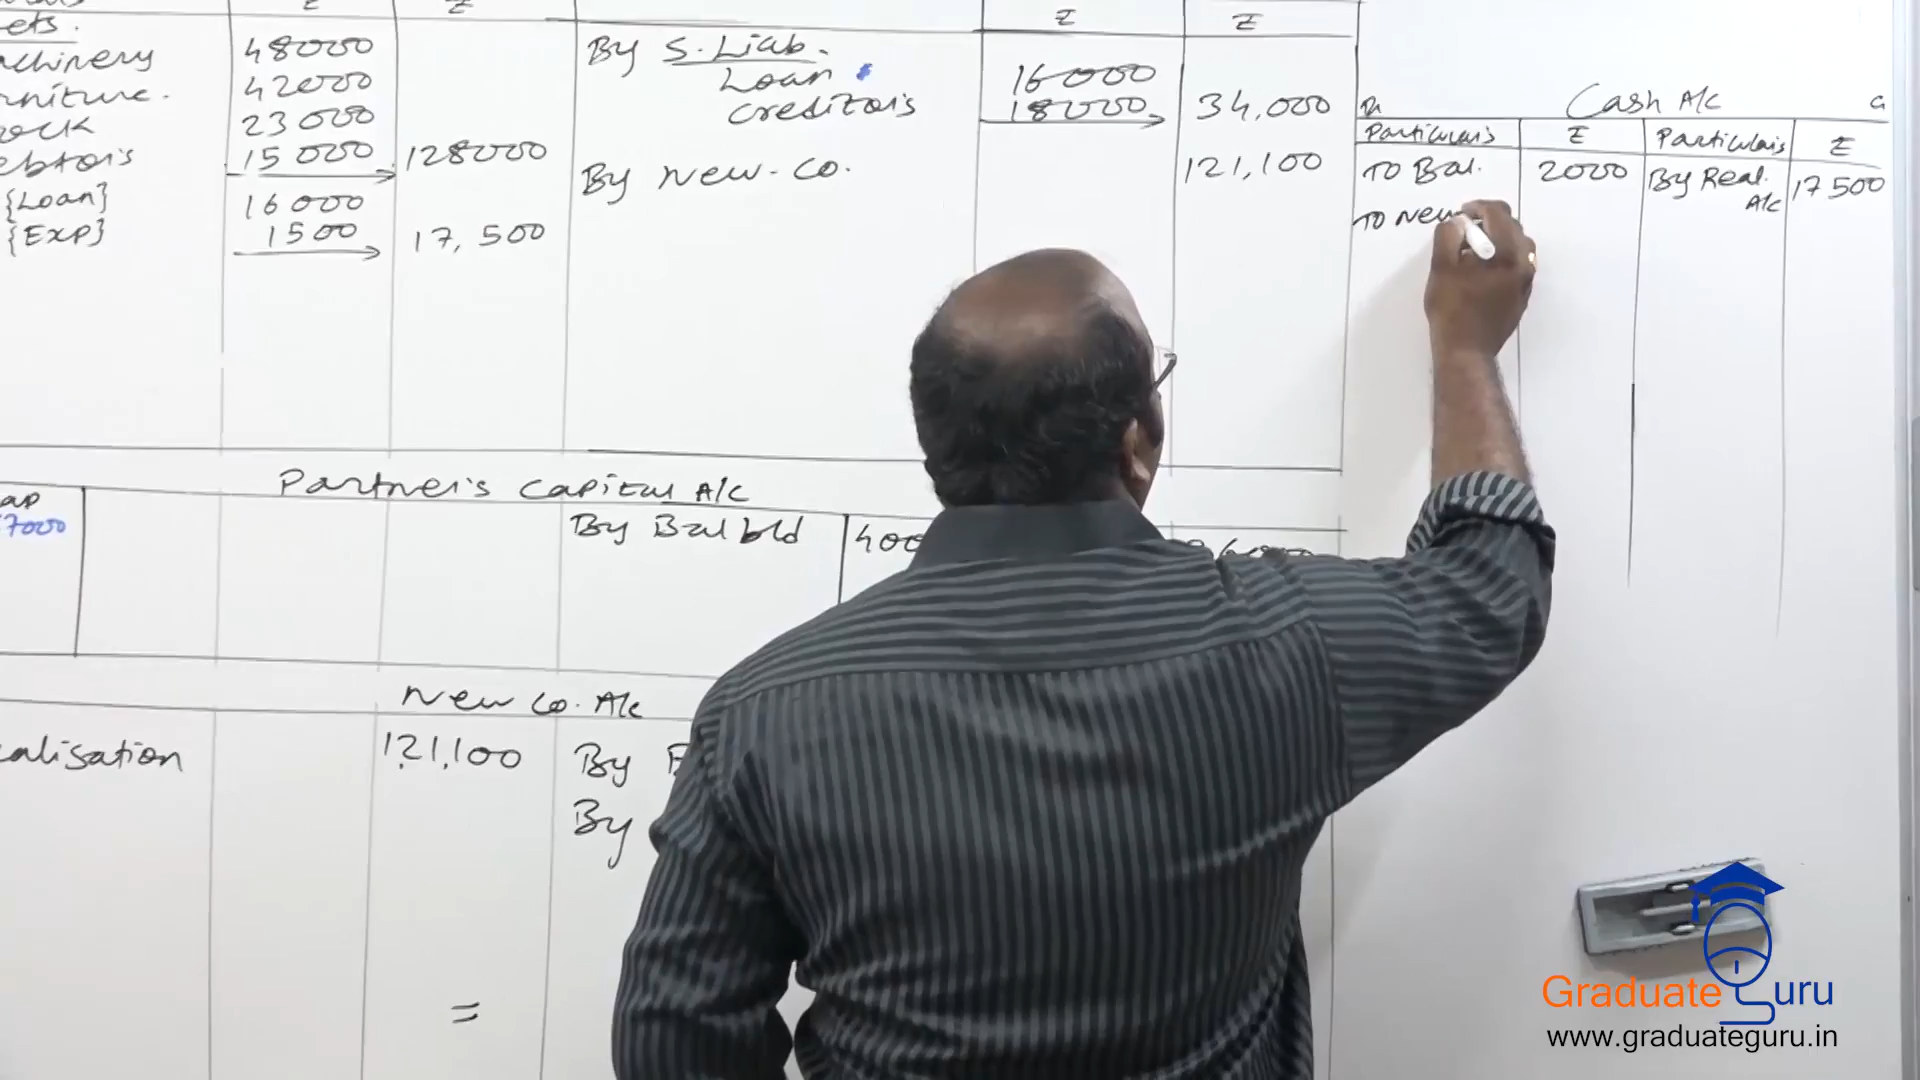 ets.
achinery 48000
rniture. 42000
ock 23000
ebtors 15000 128000
{Loan} 16000
{Exp} 1500 17,500
₹ ₹
By S. Liab.
Loan 16000
creditors 18000 34,000
By New. Co. 121,100
Cash A/c
Particulars ₹ Particulars ₹
To Bal. 2000 By Real. A/c 17500
To New
Partner's Capital A/c
ap
7000
By Bal b/d 400
New Co. A/c
alisation 121,100 By
By
=
GraduateGuru
www.graduateguru.in